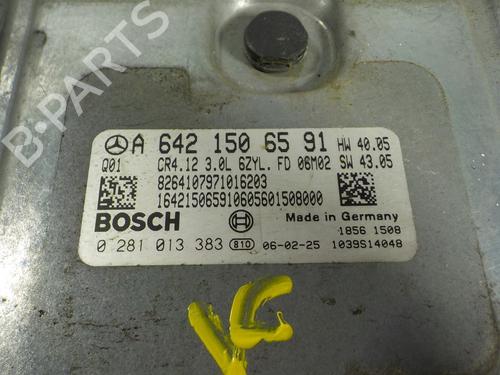 B-PARTS
A 642 150 65 91 HW 40.05
Q01 CR4.12 3.0L 6ZYL. FD 06M02 SW 43.05
8264107971016203
164215065910605601508000
BOSCH Made in Germany
1856 1508
0 281 013 383 810 06-02-25 1039S14048